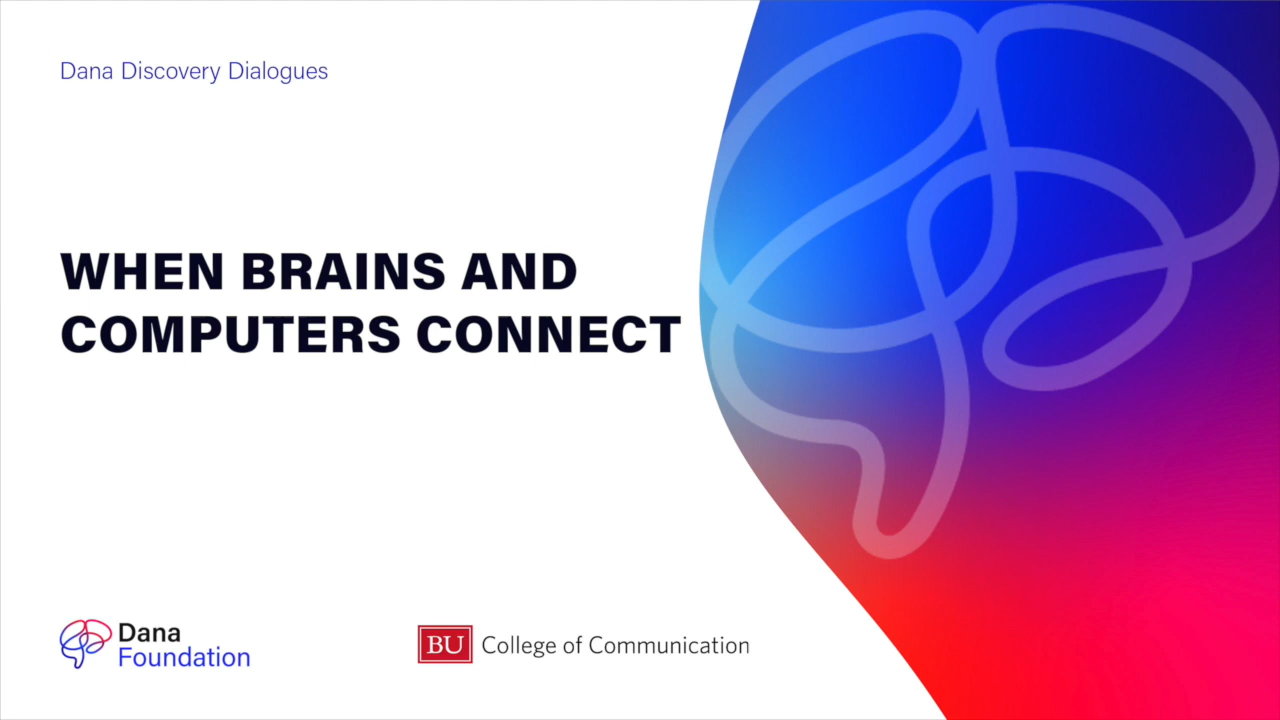 Dana Discovery Dialogues
WHEN BRAINS AND
COMPUTERS CONNECT
Dana
Foundation
BU College of Communication